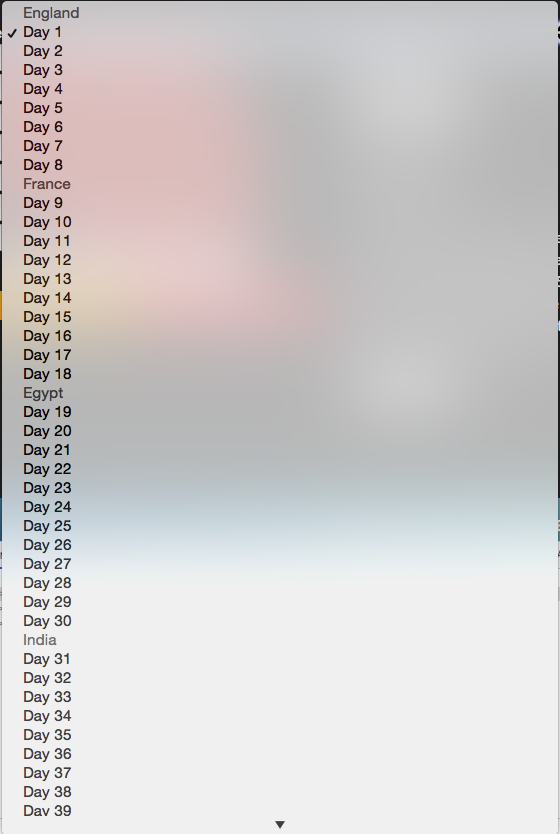 England
✓ Day 1
Day 2
Day 3
Day 4
Day 5
Day 6
Day 7
Day 8
France
Day 9
Day 10
Day 11
Day 12
Day 13
Day 14
Day 15
Day 16
Day 17
Day 18
Egypt
Day 19
Day 20
Day 21
Day 22
Day 23
Day 24
Day 25
Day 26
Day 27
Day 28
Day 29
Day 30
India
Day 31
Day 32
Day 33
Day 34
Day 35
Day 36
Day 37
Day 38
Day 39